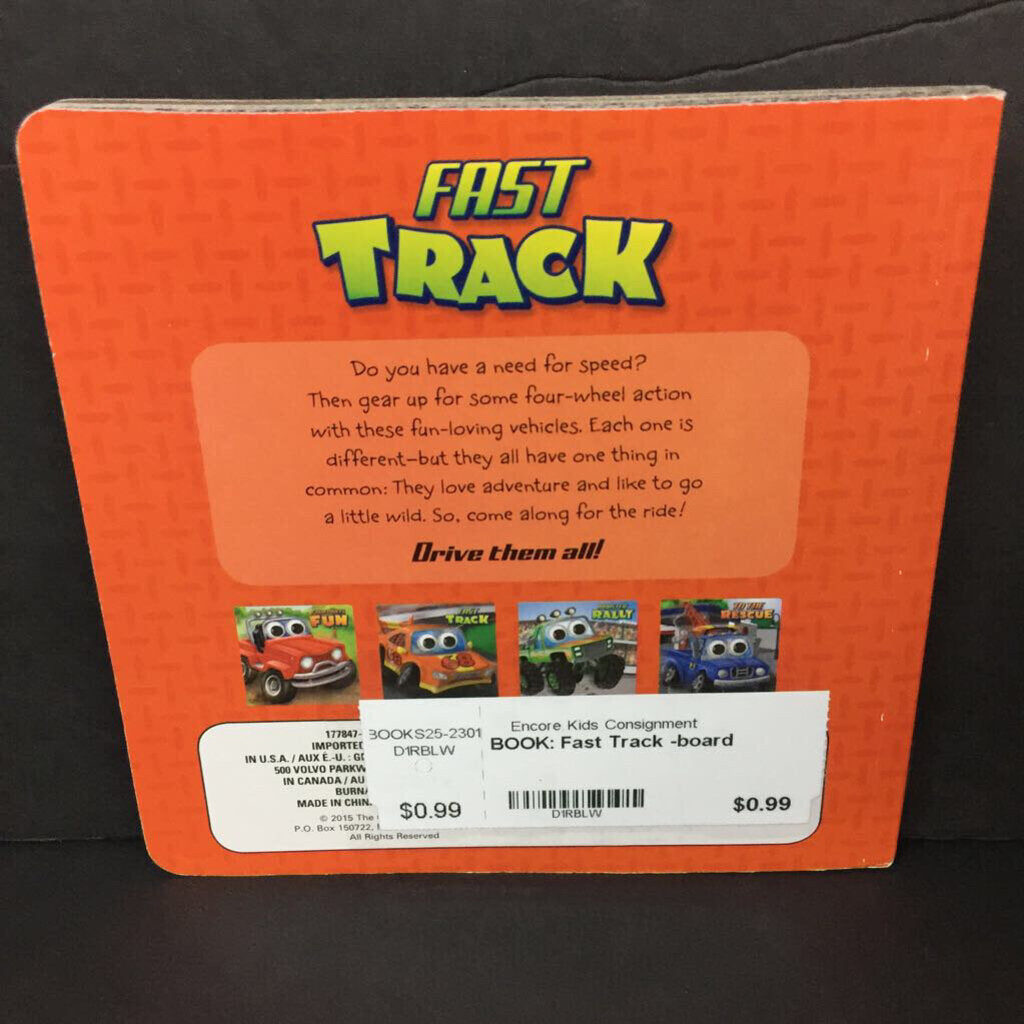 FAST
TRACK
Do you have a need for speed?
Then gear up for some four-wheel action
with these fun-loving vehicles. Each one is
different—but they all have one thing in
common: They love adventure and like to go
a little wild. So, come along for the ride!
Drive them all!
FUN
FAST
TRACK
RALLY
TO THE
RESCUE
177847-
IMPORTED
IN U.S.A. / AUX É.-U. :
500 VOLVO
IN CANADA /
MADE IN
© 2015 The
P.O. Box 150722,
All Rights Reserved
BOOKS25-2301
D1RBLW
$0.99
Encore Kids Consignment
BOOK: Fast Track -board
D1RBLW
$0.99